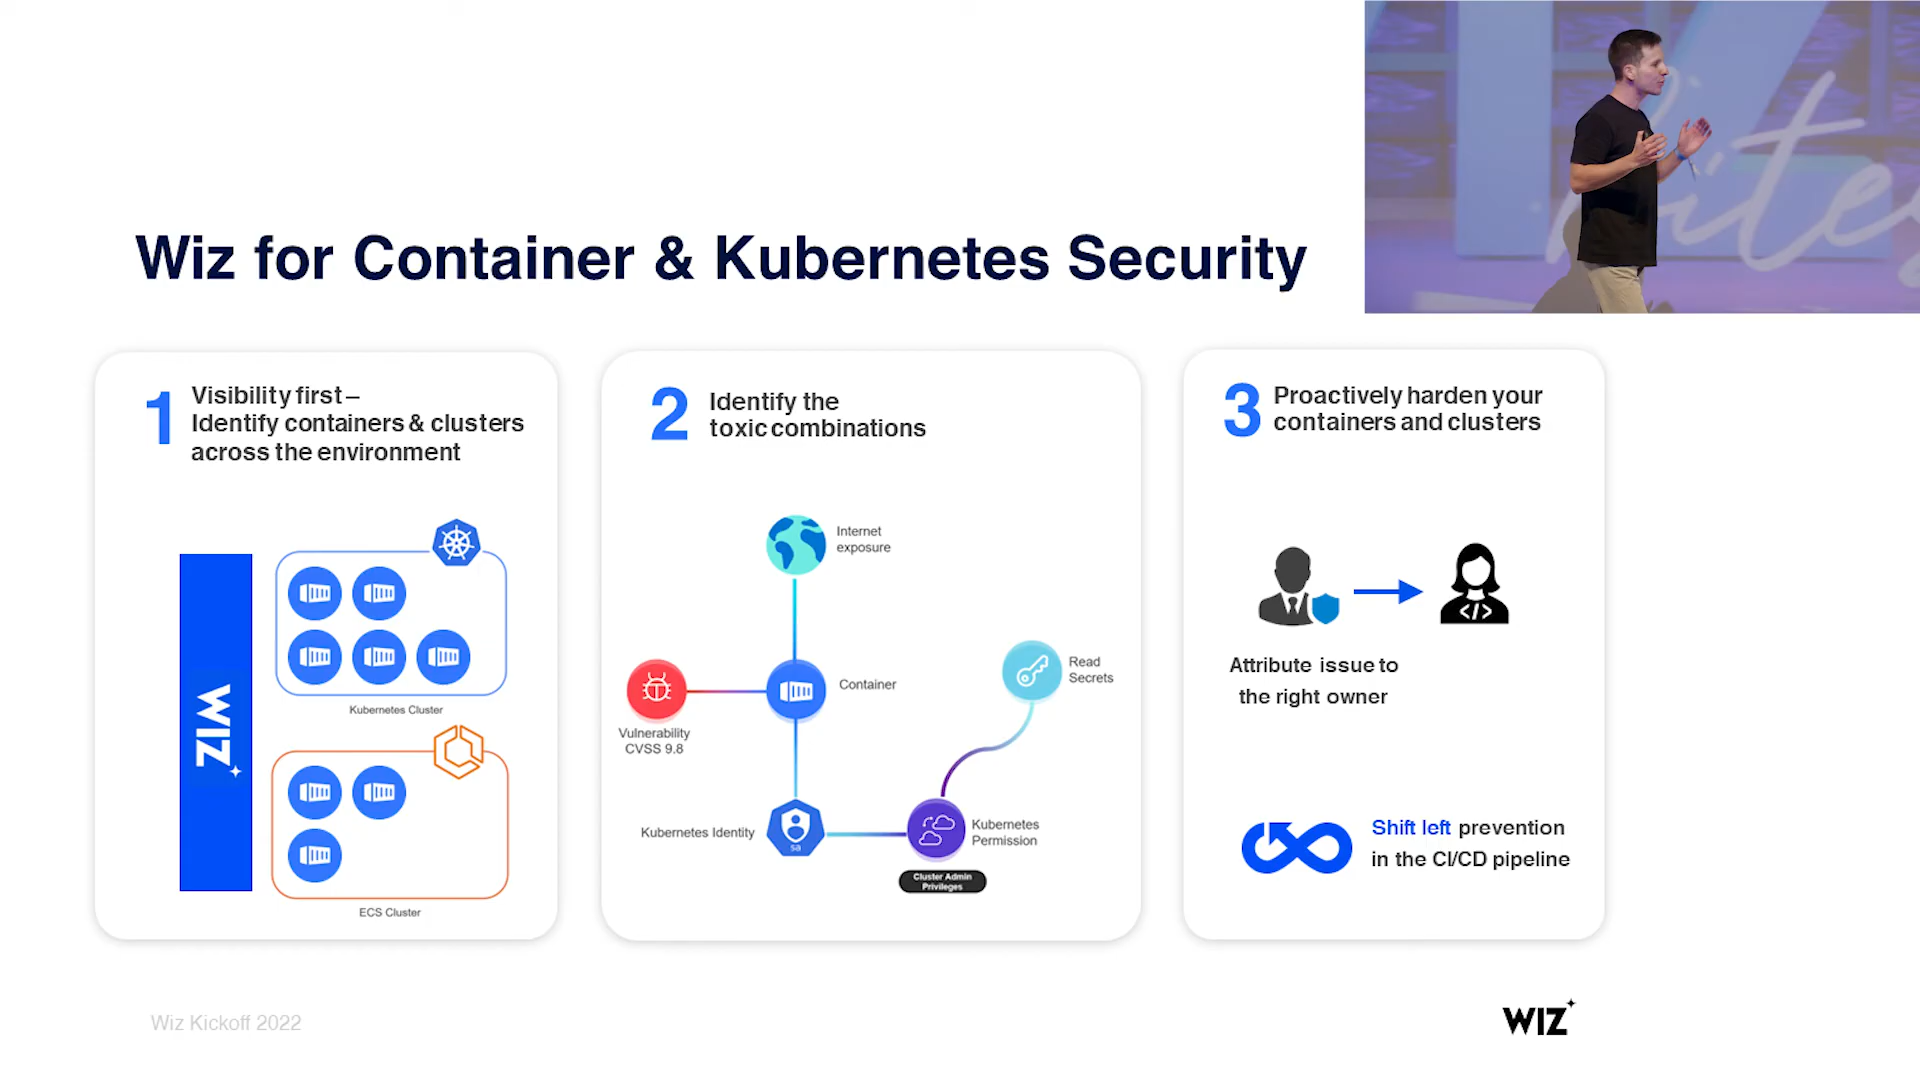 Wiz for Container & Kubernetes Security
1
Visibility first –
Identify containers & clusters
across the environment
WIZ
Kubernetes Cluster
ECS Cluster
2
Identify the
toxic combinations
Internet
exposure
Container
Vulnerability
CVSS 9.8
Read
Secrets
Kubernetes Identity
sa
Kubernetes
Permission
Cluster Admin
Privileges
3
Proactively harden your
containers and clusters
Attribute issue to
the right owner
Shift left prevention
in the CI/CD pipeline
Wiz Kickoff 2022
WIZ